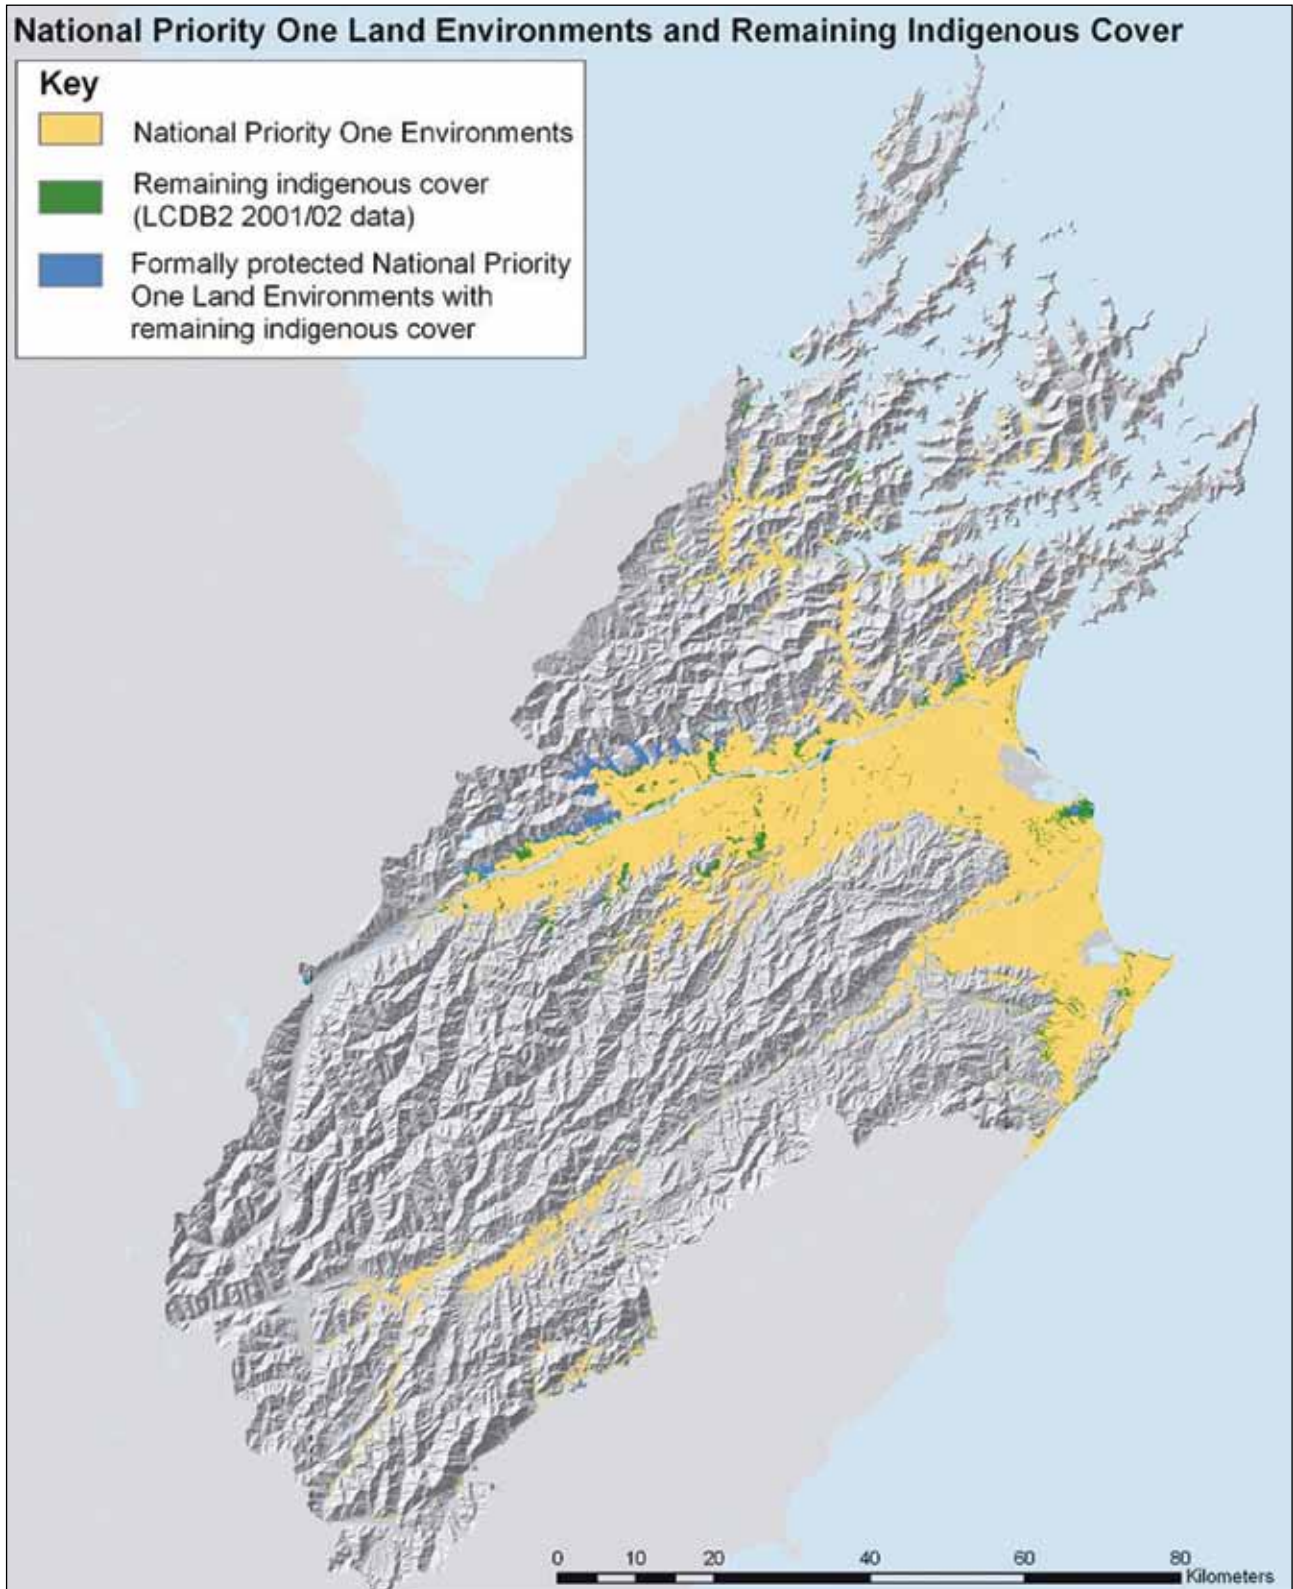 National Priority One Land Environments and Remaining Indigenous Cover
Key
National Priority One Environments
Remaining indigenous cover
(LCDB2 2001/02 data)
Formally protected National Priority
One Land Environments with
remaining indigenous cover
0 10 20 40 60 80
Kilometers